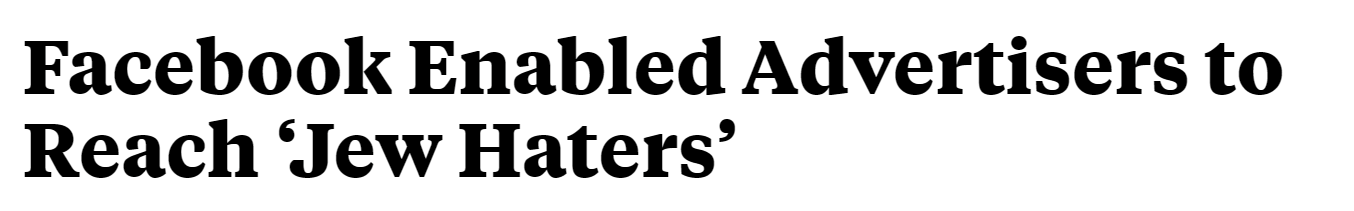 Facebook Enabled Advertisers to
Reach ‘Jew Haters’